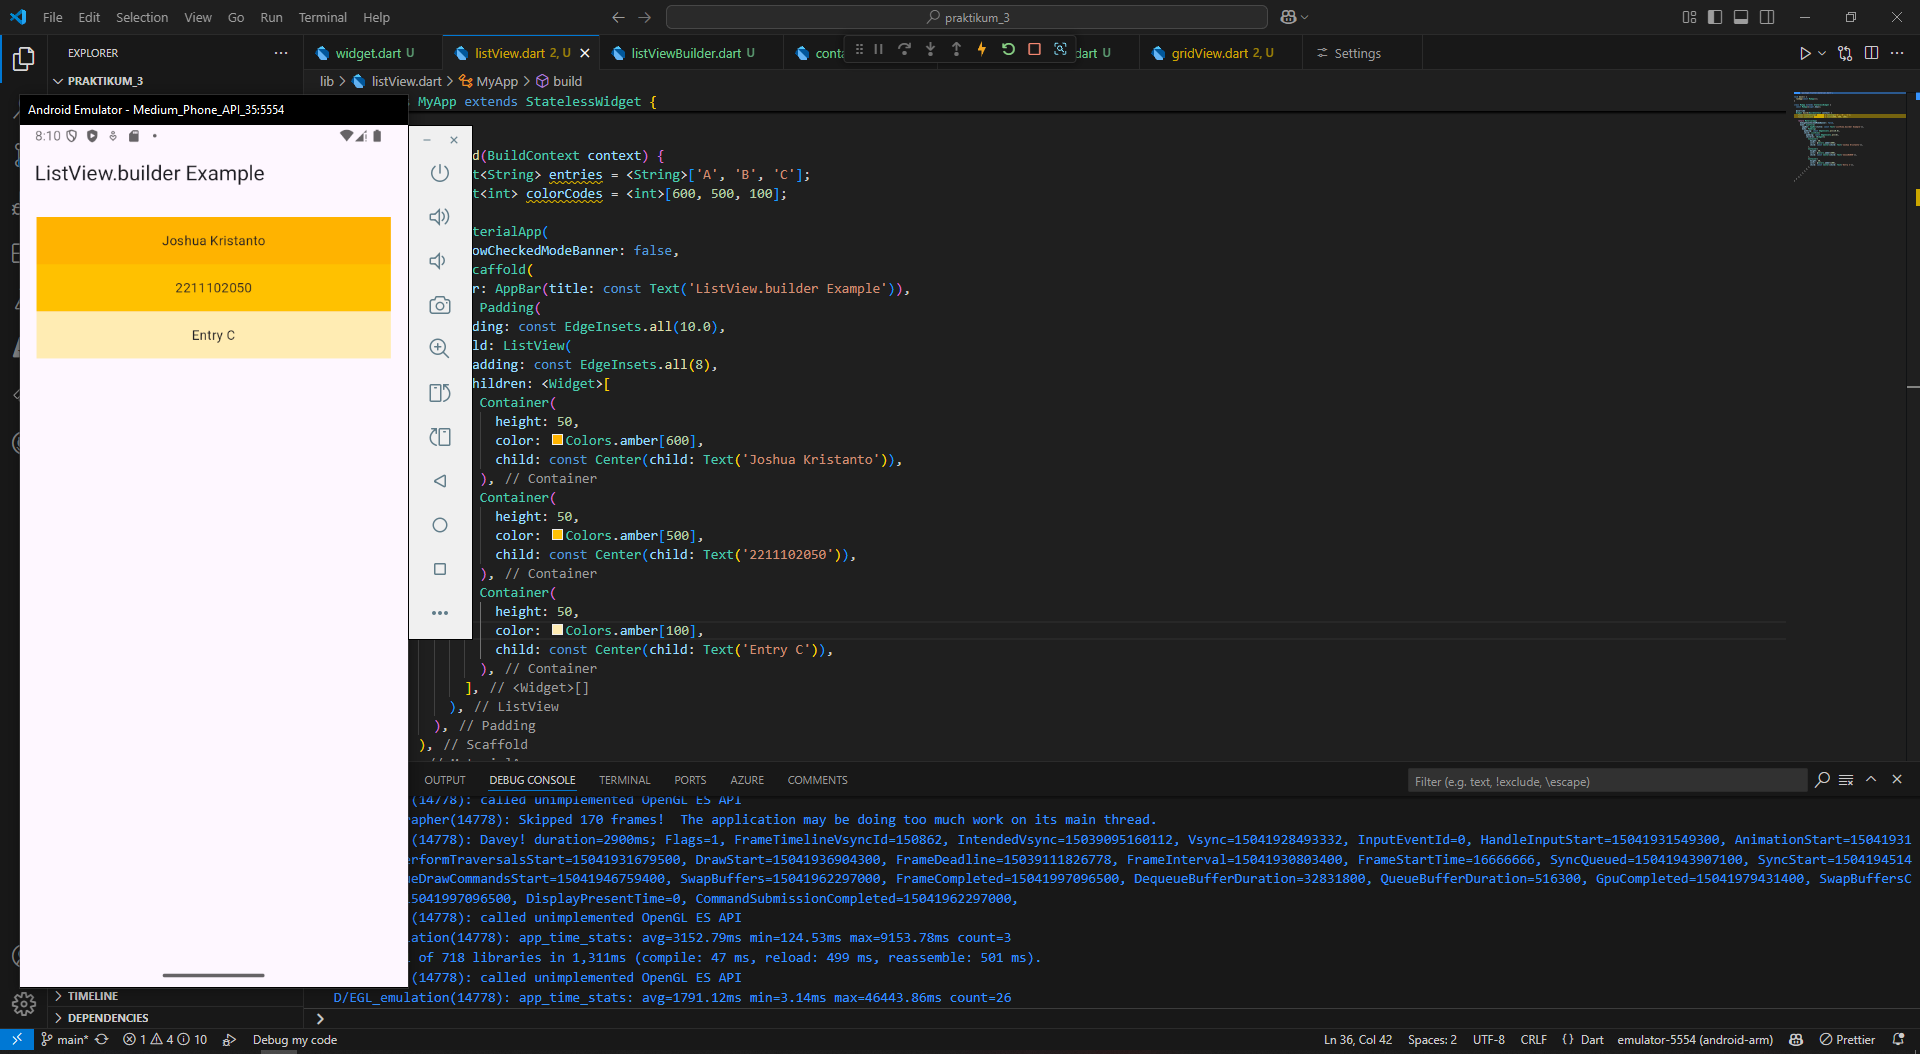 File Edit Selection View Go Run Terminal Help
praktikum_3
EXPLORER
PRAKTIKUM_3
widget.dart U
listView.dart 2, U
listViewBuilder.dart U
dart U
gridView.dart 2, U
Settings
lib > listView.dart > MyApp > build
MyApp extends StatelessWidget {
Android Emulator - Medium_Phone_API_35:5554
8:10
ListView.builder Example
Joshua Kristanto
2211102050
Entry C
d(BuildContext context) {
t<String> entries = <String>['A', 'B', 'C'];
t<int> colorCodes = <int>[600, 500, 100];
terialApp(
owCheckedModeBanner: false,
caffold(
r: AppBar(title: const Text('ListView.builder Example')),
Padding(
ding: const EdgeInsets.all(10.0),
ld: ListView(
adding: const EdgeInsets.all(8),
hildren: <Widget>[
Container(
height: 50,
color: Colors.amber[600],
child: const Center(child: Text('Joshua Kristanto')),
), // Container
Container(
height: 50,
color: Colors.amber[500],
child: const Center(child: Text('2211102050')),
), // Container
Container(
height: 50,
color: Colors.amber[100],
child: const Center(child: Text('Entry C')),
), // Container
], // <Widget>[]
), // ListView
), // Padding
), // Scaffold
OUTPUT DEBUG CONSOLE TERMINAL PORTS AZURE COMMENTS
Filter (e.g. text, !exclude, \escape)
(14778): called unimplemented OpenGL ES API
rapher(14778): Skipped 170 frames!  The application may be doing too much work on its main thread.
(14778): Davey! duration=2900ms; Flags=1, FrameTimelineVsyncId=150862, IntendedVsync=15039095160112, Vsync=15041928493332, InputEventId=0, HandleInputStart=15041931549300, AnimationStart=15041931
erformTraversalsStart=15041931679500, DrawStart=15041936904300, FrameDeadline=15039111826778, FrameInterval=15041930803400, FrameStartTime=16666666, SyncQueued=15041943907100, SyncStart=1504194514
ueDrawCommandsStart=15041946759400, SwapBuffers=15041962297000, FrameCompleted=15041997096500, DequeueBufferDuration=32831800, QueueBufferDuration=516300, GpuCompleted=15041979431400, SwapBuffersC
5041997096500, DisplayPresentTime=0, CommandSubmissionCompleted=15041962297000,
(14778): called unimplemented OpenGL ES API
lation(14778): app_time_stats: avg=3152.79ms min=124.53ms max=9153.78ms count=3
of 718 libraries in 1,311ms (compile: 47 ms, reload: 499 ms, reassemble: 501 ms).
(14778): called unimplemented OpenGL ES API
D/EGL_emulation(14778): app_time_stats: avg=1791.12ms min=3.14ms max=46443.86ms count=26
TIMELINE
DEPENDENCIES
main* 1 4 10 Debug my code
Ln 36, Col 42 Spaces: 2 UTF-8 CRLF {} Dart emulator-5554 (android-arm) Prettier